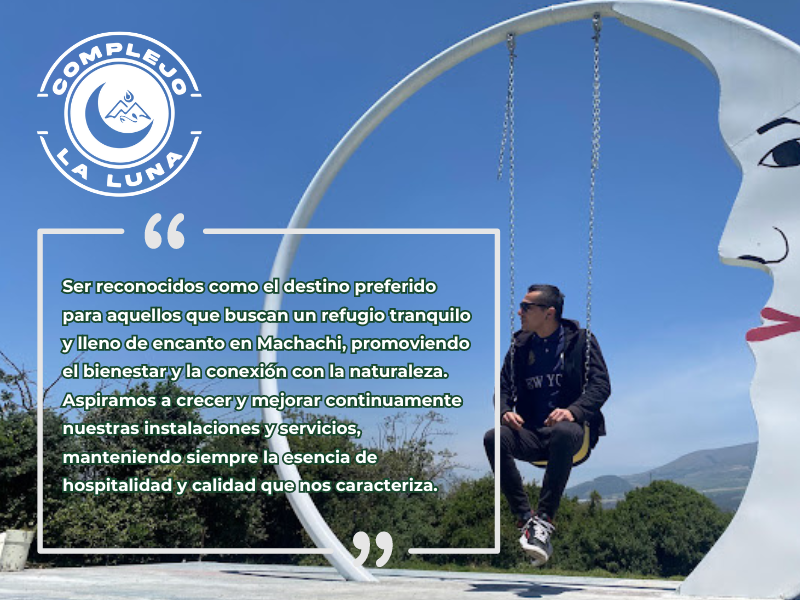 COMPLEJO
LA LUNA
“
Ser reconocidos como el destino preferido
para aquellos que buscan un refugio tranquilo
y lleno de encanto en Machachi, promoviendo
el bienestar y la conexión con la naturaleza.
Aspiramos a crecer y mejorar continuamente
nuestras instalaciones y servicios,
manteniendo siempre la esencia de
hospitalidad y calidad que nos caracteriza.
”
NEW YO